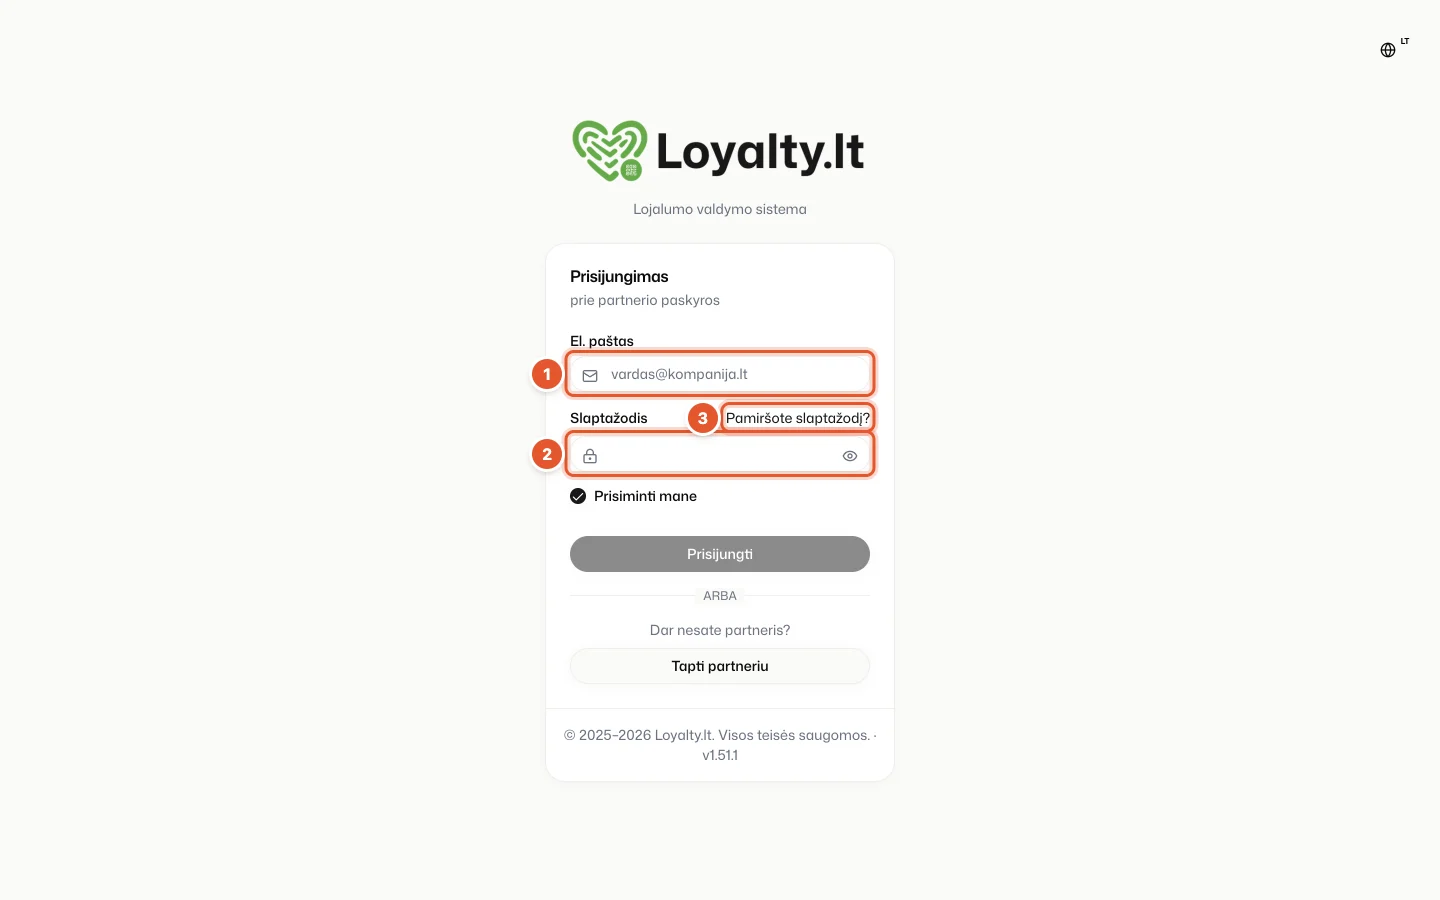 LT
Loyalty.lt
Lojalumo valdymo sistema
Prisijungimas
prie partnerio paskyros
El. paštas
1
vardas@kompanija.lt
Slaptažodis
3
Pamiršote slaptažodį?
2
Prisiminti mane
Prisijungti
ARBA
Dar nesate partneris?
Tapti partneriu
© 2025–2026 Loyalty.lt. Visos teisės saugomos. ·
v1.51.1